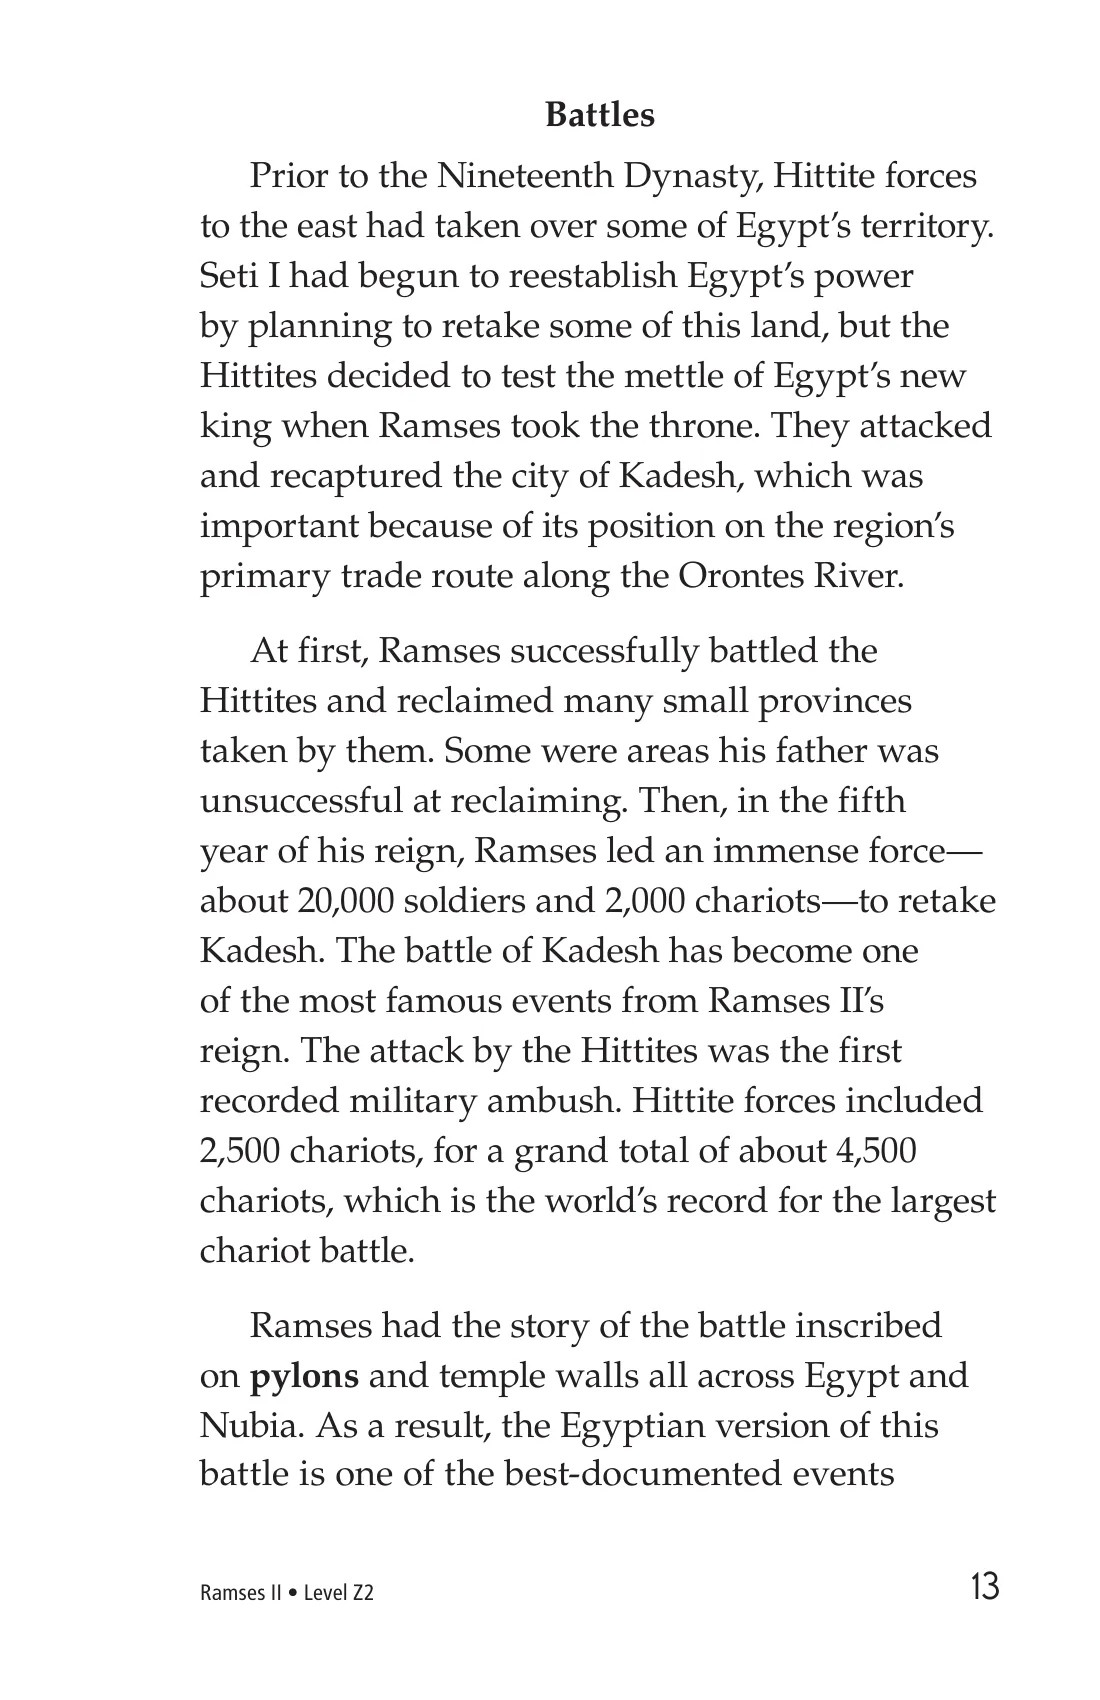 Battles
Prior to the Nineteenth Dynasty, Hittite forces
to the east had taken over some of Egypt’s territory.
Seti I had begun to reestablish Egypt’s power
by planning to retake some of this land, but the
Hittites decided to test the mettle of Egypt’s new
king when Ramses took the throne. They attacked
and recaptured the city of Kadesh, which was
important because of its position on the region’s
primary trade route along the Orontes River.
At first, Ramses successfully battled the
Hittites and reclaimed many small provinces
taken by them. Some were areas his father was
unsuccessful at reclaiming. Then, in the fifth
year of his reign, Ramses led an immense force—
about 20,000 soldiers and 2,000 chariots—to retake
Kadesh. The battle of Kadesh has become one
of the most famous events from Ramses II’s
reign. The attack by the Hittites was the first
recorded military ambush. Hittite forces included
2,500 chariots, for a grand total of about 4,500
chariots, which is the world’s record for the largest
chariot battle.
Ramses had the story of the battle inscribed
on pylons and temple walls all across Egypt and
Nubia. As a result, the Egyptian version of this
battle is one of the best-documented events
Ramses II • Level Z2
13